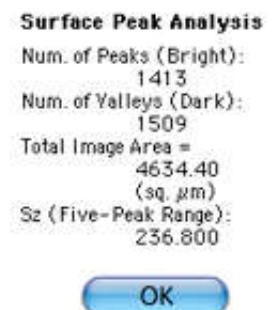 Surface Peak Analysis
Num. of Peaks (Bright):
1413
Num. of Valleys (Dark):
1509
Total Image Area =
4634.40
(sq. μm)
Sz (Five-Peak Range):
236.800
OK